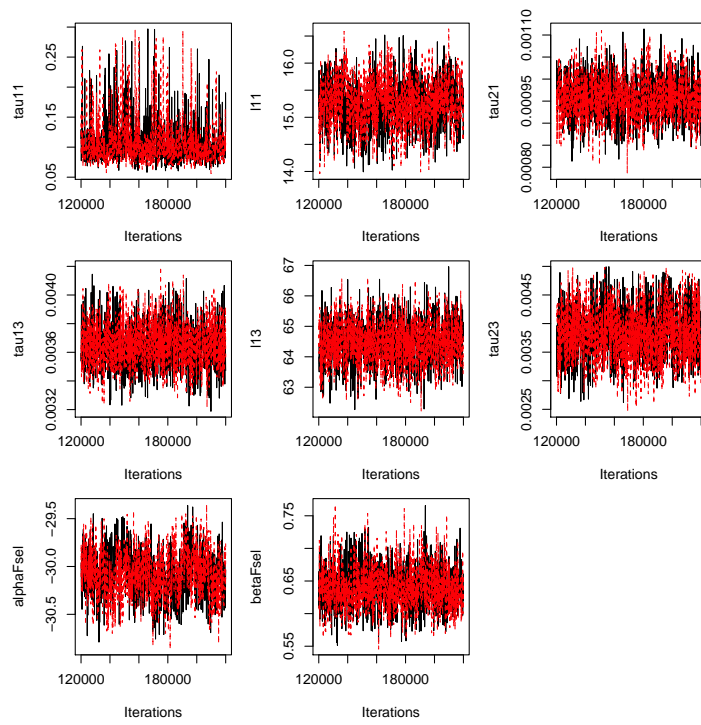 tau11
0.05 0.15 0.25
120000 180000
Iterations
l11
14.0 15.0 16.0
120000 180000
Iterations
tau21
0.00080 0.00095 0.00110
120000 180000
Iterations
tau13
0.0032 0.0036 0.0040
120000 180000
Iterations
l13
63 64 65 66 67
120000 180000
Iterations
tau23
0.0025 0.0035 0.0045
120000 180000
Iterations
alphaFsel
−30.5 −30.0 −29.5
120000 180000
Iterations
betaFsel
0.55 0.65 0.75
120000 180000
Iterations